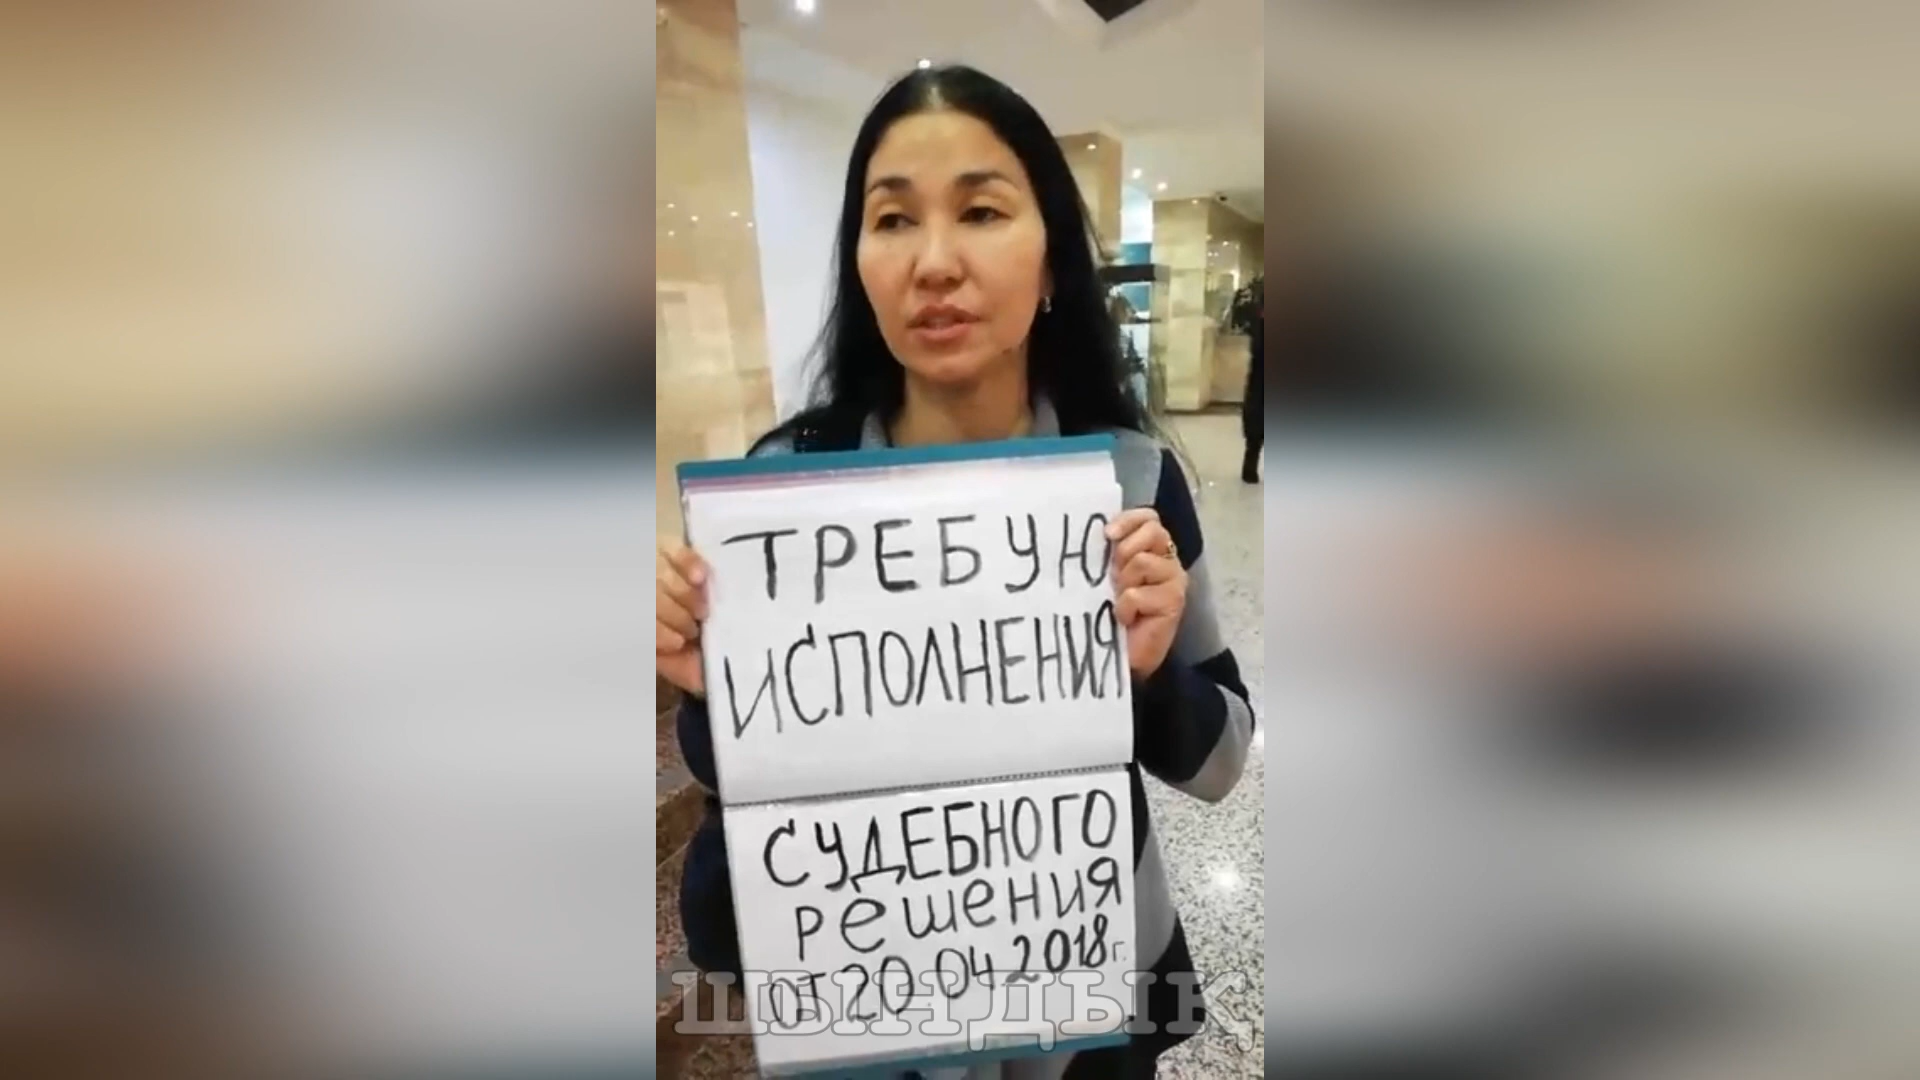 ТРЕБУЮ
ИСПОЛНЕНИЯ
СУДЕБНОГО
решения
от 20.04.2018г.
ШЫНДЫҚ